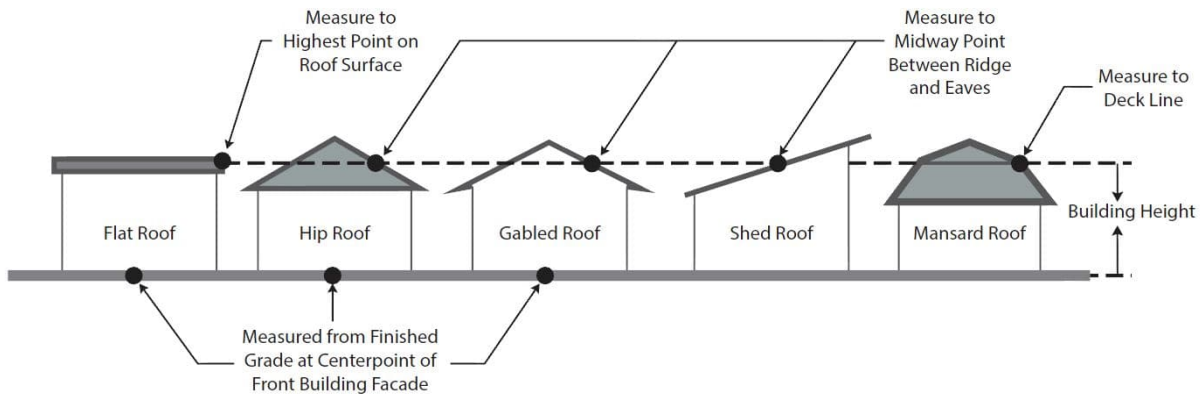 Measure to
Highest Point on
Roof Surface
Measure to
Midway Point
Between Ridge
and Eaves
Measure to
Deck Line
Flat Roof
Hip Roof
Gabled Roof
Shed Roof
Mansard Roof
Building Height
Measured from Finished
Grade at Centerpoint of
Front Building Facade